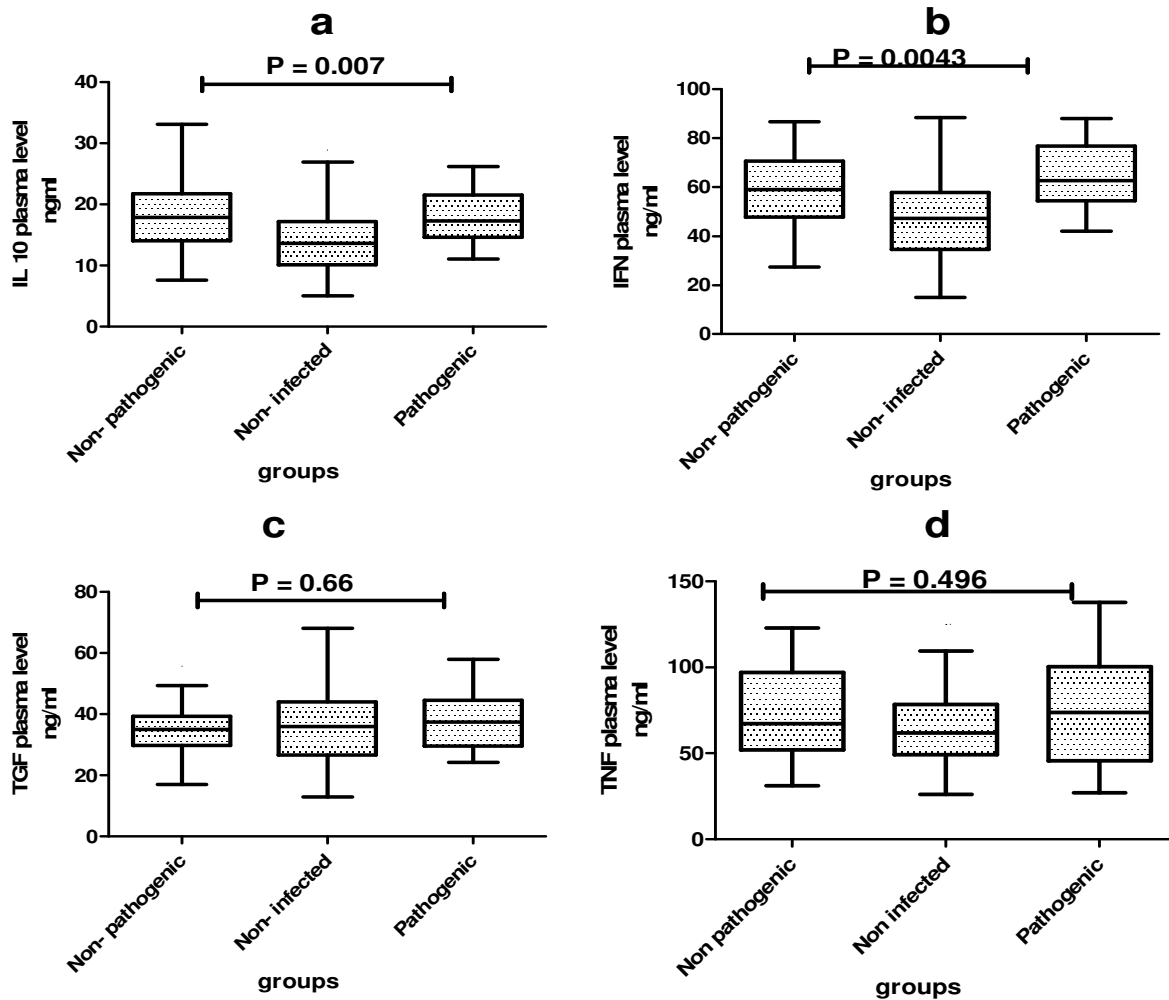 a
P = 0.007
IL 10 plasma level
ngml
40
30
20
10
0
Non- pathogenic
Non- infected
Pathogenic
groups
b
P = 0.0043
IFN plasma level
ng/ml
100
80
60
40
20
0
Non- pathogenic
Non- infected
Pathogenic
groups
c
P = 0.66
TGF plasma level
ng/ml
80
60
40
20
0
Non- pathogenic
Non- infected
Pathogenic
groups
d
P = 0.496
TNF plasma level
ng/ml
150
100
50
0
Non pathogenic
Non infected
Pathogenic
groups